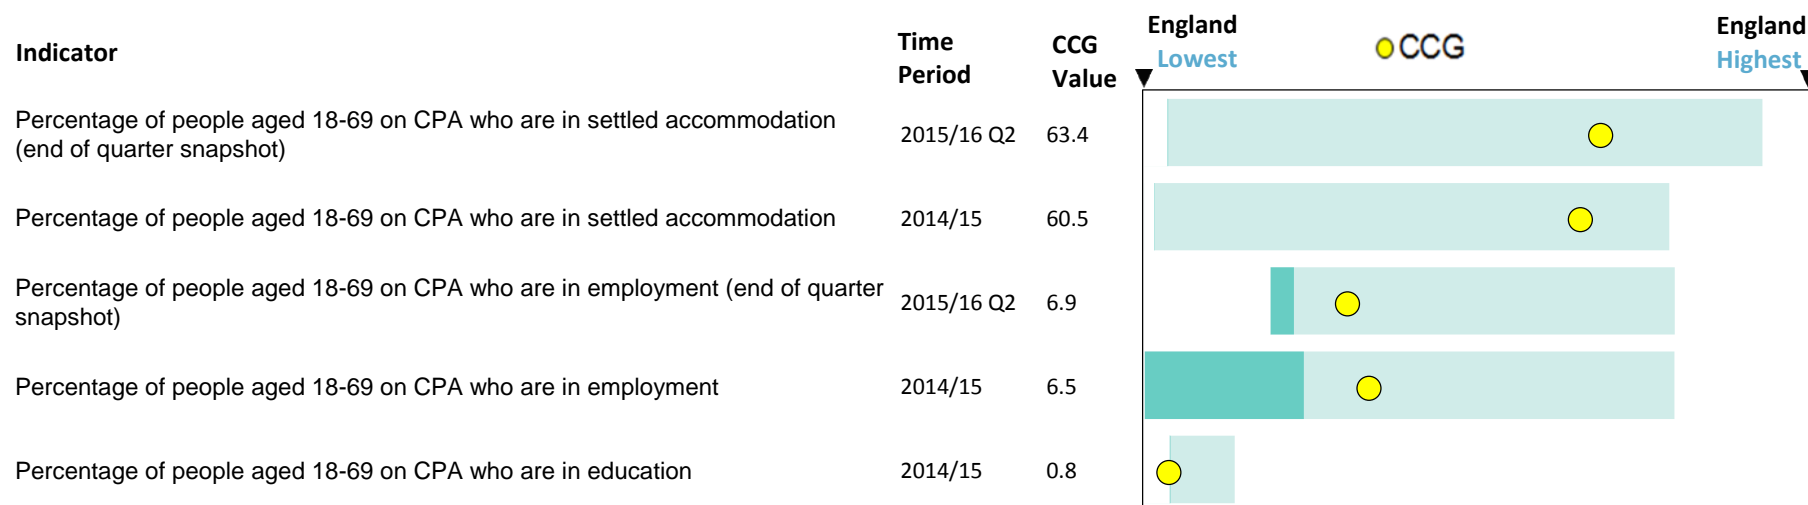 Indicator
Time
Period
CCG
Value
England
Lowest
CCG
England
Highest
Percentage of people aged 18-69 on CPA who are in settled accommodation
(end of quarter snapshot)
2015/16 Q2
63.4
Percentage of people aged 18-69 on CPA who are in settled accommodation
2014/15
60.5
Percentage of people aged 18-69 on CPA who are in employment (end of quarter
snapshot)
2015/16 Q2
6.9
Percentage of people aged 18-69 on CPA who are in employment
2014/15
6.5
Percentage of people aged 18-69 on CPA who are in education
2014/15
0.8